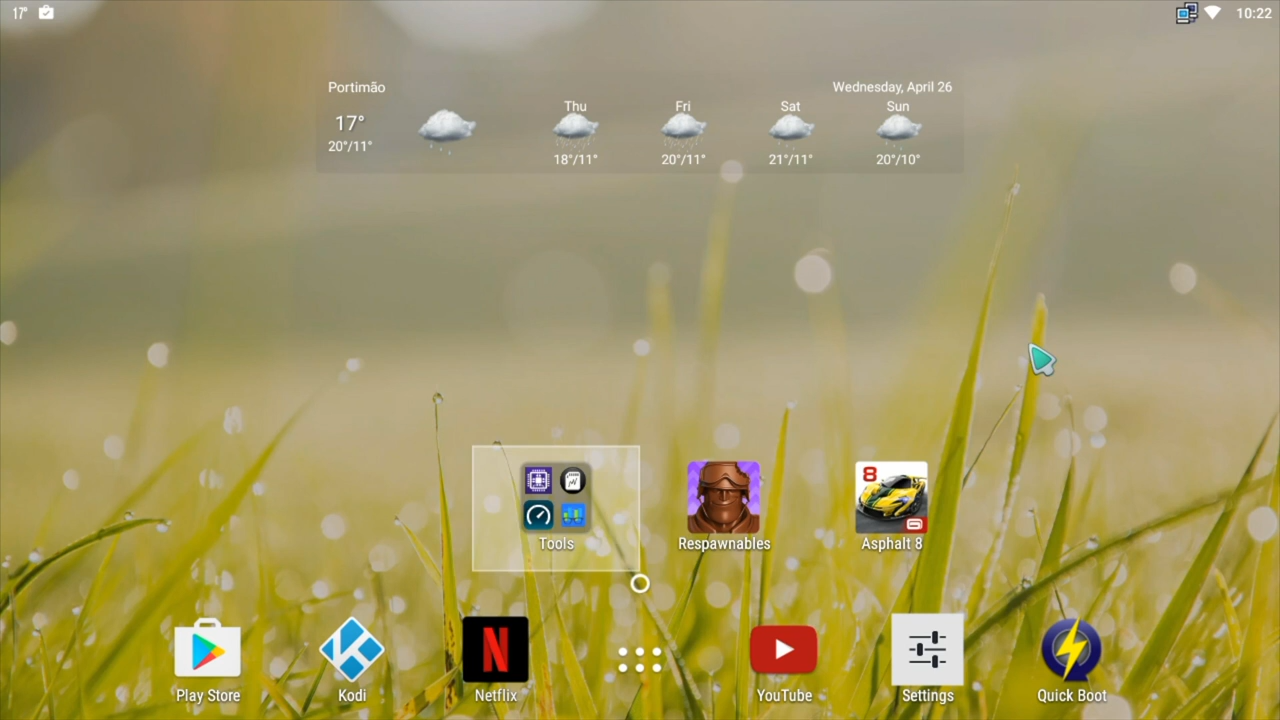 17°
10:22
Portimão
Wednesday, April 26
Thu
Fri
Sat
Sun
17°
20°/11°
18°/11°
20°/11°
21°/11°
20°/10°
8
Tools
Respawnables
Asphalt 8
N
Play Store
Kodi
Netflix
YouTube
Settings
Quick Boot